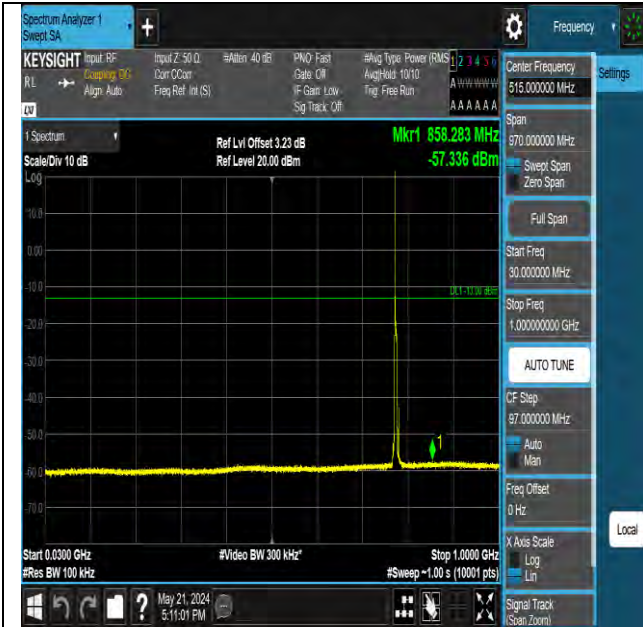 Spectrum Analyzer 1
Swept SA
+
Frequency
Settings
KEYSIGHT
RL
Input: RF
Coupling: DC
Align: Auto
Input Z: 50 Ω
Corr CCorr
Freq Ref: Int (S)
#Atten: 40 dB
PNO: Fast
Gate: Off
IF Gain: Low
Sig Track: Off
#Avg Type: Power (RMS)
Avg|Hold: 10/10
Trig: Free Run
1 2 3 4 5 6
A W W W W W
A A A A A A
1 Spectrum
Scale/Div 10 dB
Ref Lvl Offset 3.23 dB
Ref Level 20.00 dBm
Mkr1 858.283 MHz
-57.336 dBm
Log
10.0
0.00
-10.0
-20.0
-30.0
-40.0
-50.0
-60.0
-70.0
DL1 -13.00 dBm
1
Start 0.0300 GHz
#Res BW 100 kHz
#Video BW 300 kHz*
Stop 1.0000 GHz
#Sweep ~1.00 s (10001 pts)
Center Frequency
515.000000 MHz
Span
970.000000 MHz
Swept Span
Zero Span
Full Span
Start Freq
30.000000 MHz
Stop Freq
1.000000000 GHz
AUTO TUNE
CF Step
97.000000 MHz
Auto
Man
Freq Offset
0 Hz
X Axis Scale
Log
Lin
Signal Track
(Span Zoom)
Local
?
May 21, 2024
5:11:01 PM